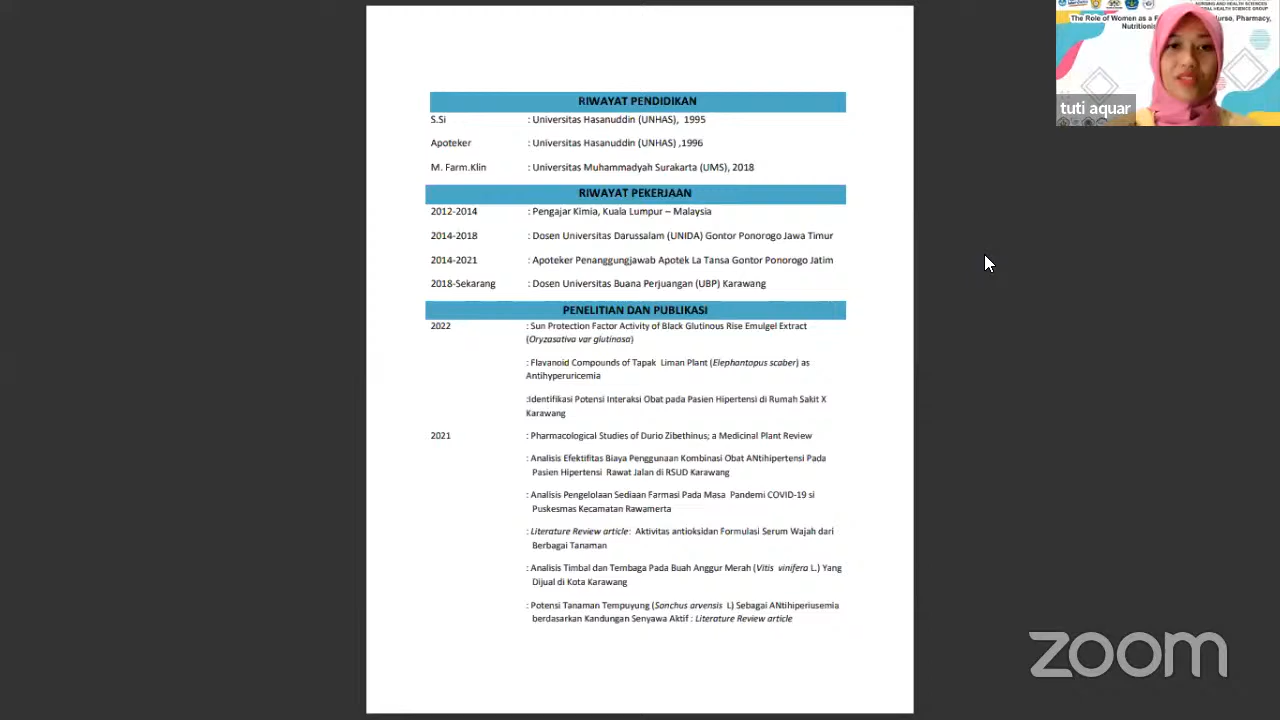 RIWAYAT PENDIDIKAN
S.Si : Universitas Hasanuddin (UNHAS), 1995
Apoteker : Universitas Hasanuddin (UNHAS) ,1996
M. Farm.Klin : Universitas Muhammadyah Surakarta (UMS), 2018
RIWAYAT PEKERJAAN
2012-2014 : Pengajar Kimia, Kuala Lumpur – Malaysia
2014-2018 : Dosen Universitas Darussalam (UNIDA) Gontor Ponorogo Jawa Timur
2014-2021 : Apoteker Penanggungjawab Apotek La Tansa Gontor Ponorogo Jatim
2018-Sekarang : Dosen Universitas Buana Perjuangan (UBP) Karawang
PENELITIAN DAN PUBLIKASI
2022 : Sun Protection Factor Activity of Black Glutinous Rise Emulgel Extract
(Oryzasativa var glutinosa)
: Flavanoid Compounds of Tapak Liman Plant (Elephantopus scaber) as
Antihyperuricemia
:Identifikasi Potensi Interaksi Obat pada Pasien Hipertensi di Rumah Sakit X
Karawang
2021 : Pharmacological Studies of Durio Zibethinus; a Medicinal Plant Review
: Analisis Efektifitas Biaya Penggunaan Kombinasi Obat ANtihipertensi Pada
Pasien Hipertensi Rawat Jalan di RSUD Karawang
: Analisis Pengelolaan Sediaan Farmasi Pada Masa Pandemi COVID-19 si
Puskesmas Kecamatan Rawamerta
: Literature Review article: Aktivitas antioksidan Formulasi Serum Wajah dari
Berbagai Tanaman
: Analisis Timbal dan Tembaga Pada Buah Anggur Merah (Vitis vinifera L.) Yang
Dijual di Kota Karawang
: Potensi Tanaman Tempuyung (Sonchus arvensis L) Sebagai ANtihiperiusemia
berdasarkan Kandungan Senyawa Aktif : Literature Review article
The Role of Women as a Pharmacy,
tuti aquar
zoom